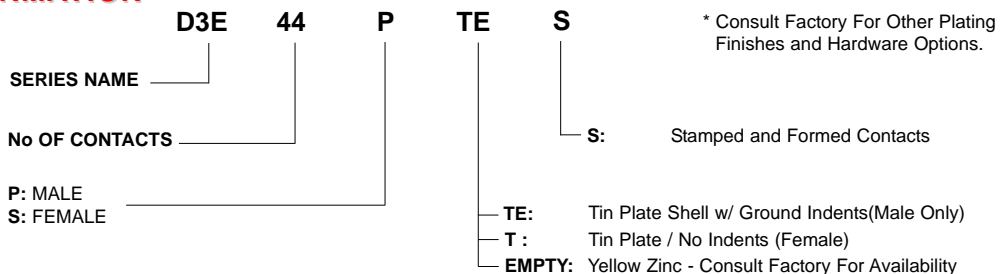 D3E 44 P TE S
* Consult Factory For Other Plating
Finishes and Hardware Options.
SERIES NAME
No OF CONTACTS
S: Stamped and Formed Contacts
P: MALE
S: FEMALE
TE: Tin Plate Shell w/ Ground Indents(Male Only)
T : Tin Plate / No Indents (Female)
EMPTY: Yellow Zinc - Consult Factory For Availability